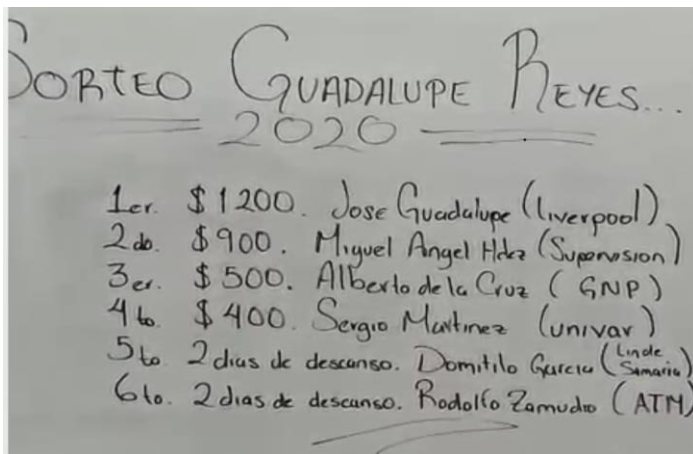 SORTEO GUADALUPE REYES...
2020
1er. $1200. Jose Guadalupe (liverpool)
2do. $900. Miguel Angel Hdez (Supervosion)
3er. $500. Alberto de la Cruz (GNP)
4to. $400. Sergio Martinez (univar)
5to. 2 dias de descanso. Domitilo Garcia (Linde Samaria)
6to. 2 dias de descanso. Rodolfo Zamudio (ATM)